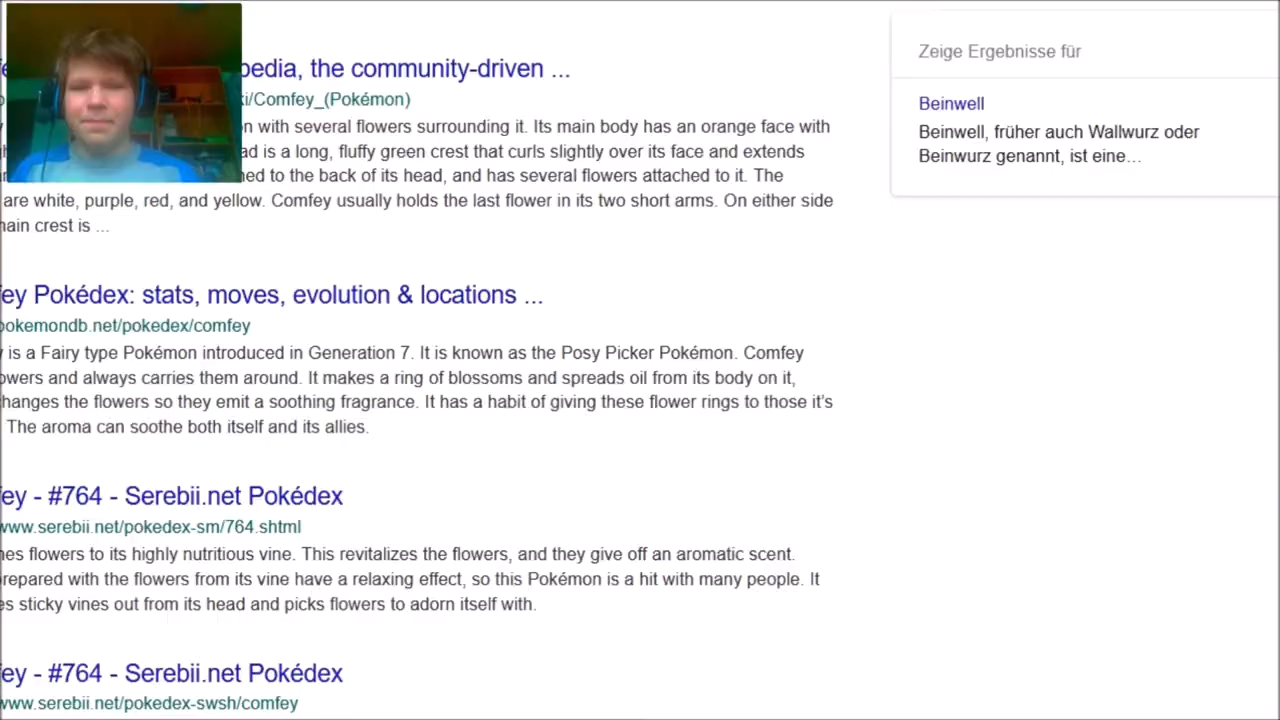 pedia, the community-driven ...
ki/Comfey_(Pokémon)
on with several flowers surrounding it. Its main body has an orange face with
ad is a long, fluffy green crest that curls slightly over its face and extends
ned to the back of its head, and has several flowers attached to it. The
are white, purple, red, and yellow. Comfey usually holds the last flower in its two short arms. On either side
main crest is ...
fey Pokédex: stats, moves, evolution & locations ...
pokemondb.net/pokedex/comfey
y is a Fairy type Pokémon introduced in Generation 7. It is known as the Posy Picker Pokémon. Comfey
owers and always carries them around. It makes a ring of blossoms and spreads oil from its body on it,
changes the flowers so they emit a soothing fragrance. It has a habit of giving these flower rings to those it's
The aroma can soothe both itself and its allies.
fey - #764 - Serebii.net Pokédex
www.serebii.net/pokedex-sm/764.shtml
hes flowers to its highly nutritious vine. This revitalizes the flowers, and they give off an aromatic scent.
prepared with the flowers from its vine have a relaxing effect, so this Pokémon is a hit with many people. It
es sticky vines out from its head and picks flowers to adorn itself with.
fey - #764 - Serebii.net Pokédex
www.serebii.net/pokedex-swsh/comfey
Zeige Ergebnisse für
Beinwell
Beinwell, früher auch Wallwurz oder
Beinwurz genannt, ist eine…